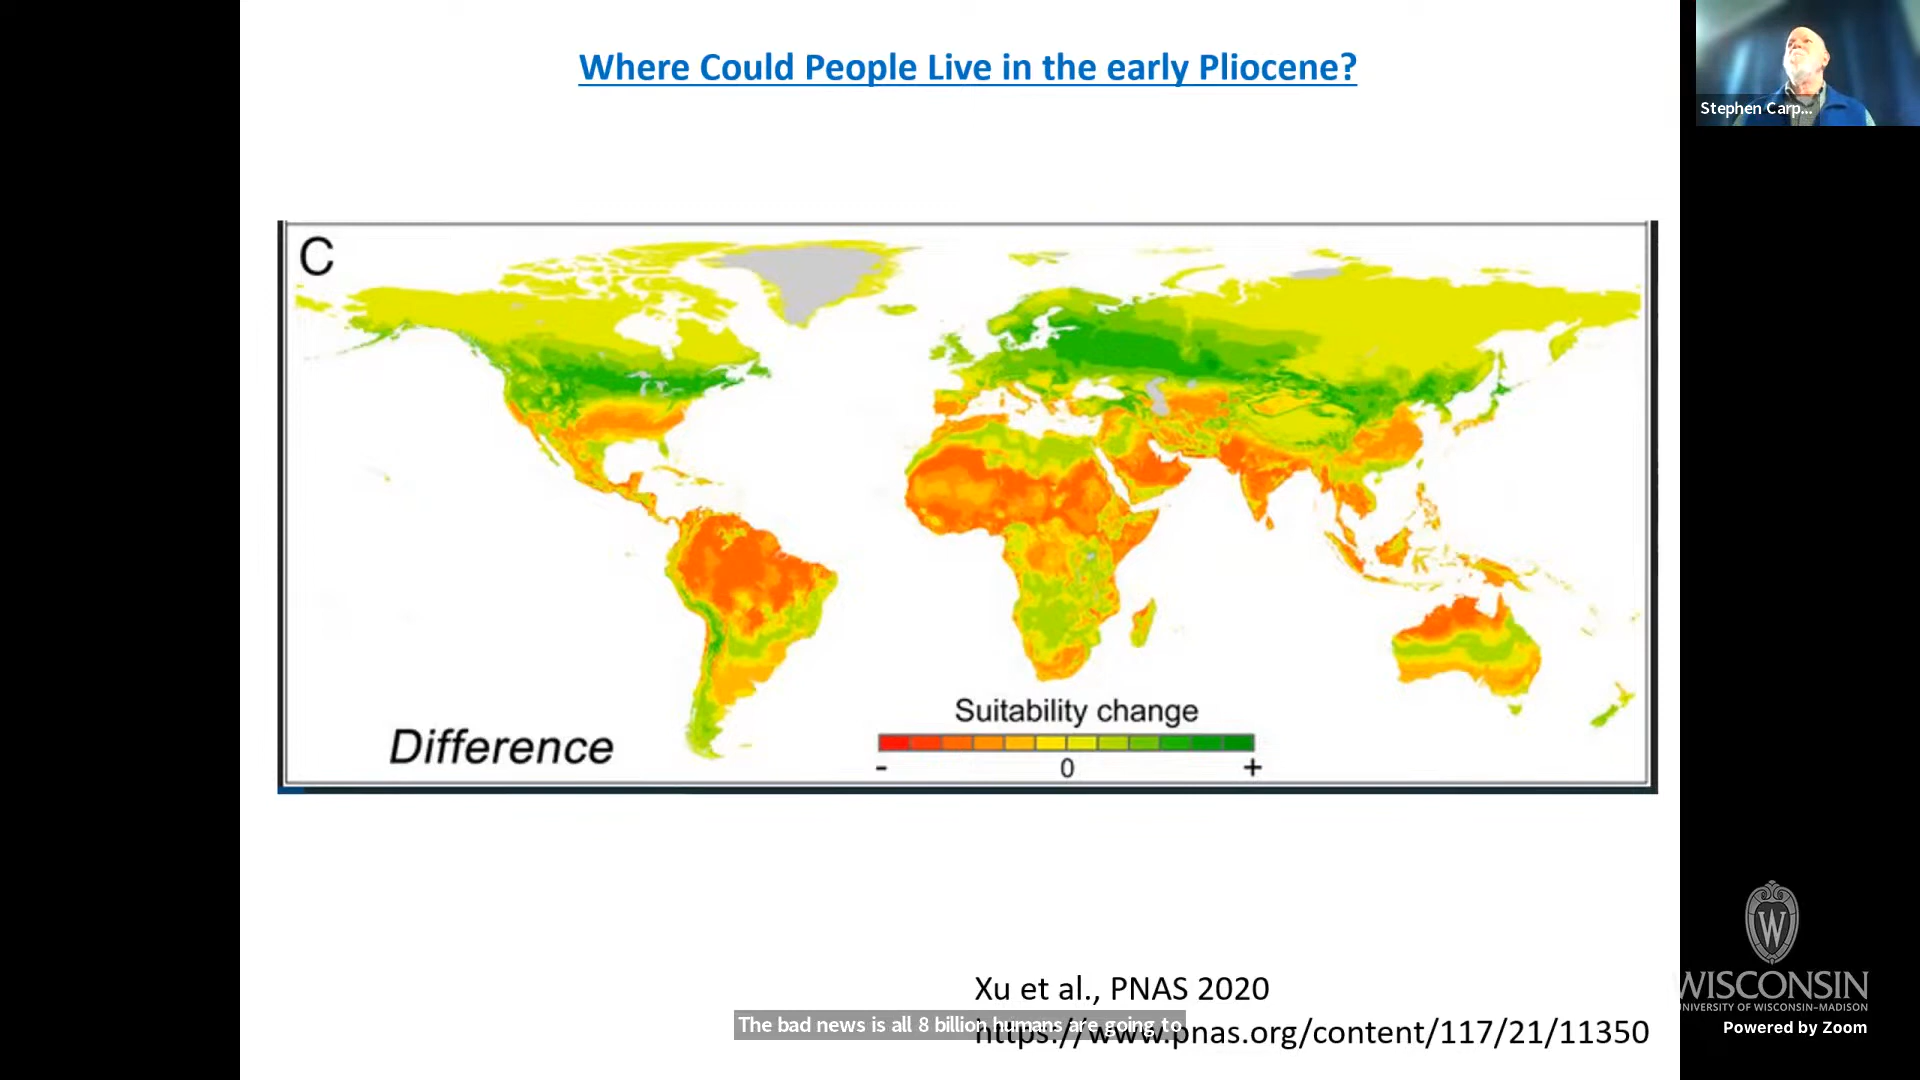 Where Could People Live in the early Pliocene?
Stephen Carp...
C
Suitability change
- 0 +
Difference
Xu et al., PNAS 2020
The bad news is all 8 billion humans are going to
https://www.pnas.org/content/117/21/11350
W
WISCONSIN
UNIVERSITY OF WISCONSIN–MADISON
Powered by Zoom